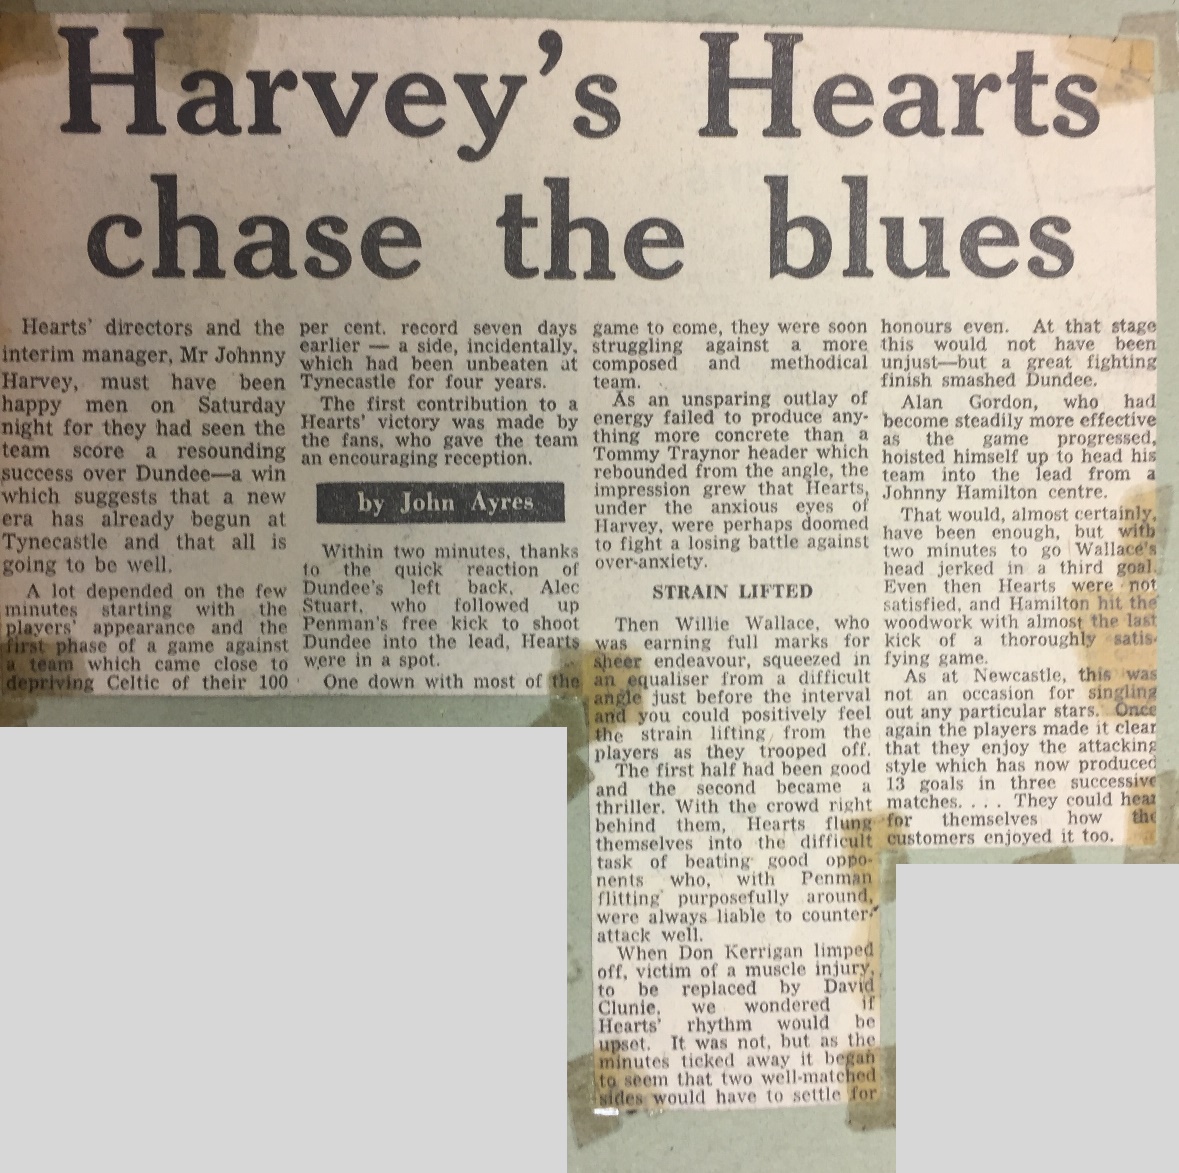 Harvey's Hearts
chase the blues
Hearts' directors and the
interim manager, Mr Johnny
Harvey, must have been
happy men on Saturday
night for they had seen the
team score a resounding
success over Dundee—a win
which suggests that a new
era has already begun at
Tynecastle and that all is
going to be well.
A lot depended on the few
minutes starting with the
players' appearance and the
first phase of a game against
a team which came close to
depriving Celtic of their 100
per cent. record seven days
earlier — a side, incidentally,
which had been unbeaten at
Tynecastle for four years.
The first contribution to a
Hearts' victory was made by
the fans, who gave the team
an encouraging reception.
by John Ayres
Within two minutes, thanks
to the quick reaction of
Dundee's left back, Alec
Stuart, who followed up
Penman's free kick to shoot
Dundee into the lead, Hearts
were in a spot.
One down with most of the
game to come, they were soon
struggling against a more
composed and methodical
team.
As an unsparing outlay of
energy failed to produce any-
thing more concrete than a
Tommy Traynor header which
rebounded from the angle, the
impression grew that Hearts,
under the anxious eyes of
Harvey, were perhaps doomed
to fight a losing battle against
over-anxiety.
STRAIN LIFTED
Then Willie Wallace, who
was earning full marks for
sheer endeavour, squeezed in
an equaliser from a difficult
angle just before the interval
and you could positively feel
the strain lifting from the
players as they trooped off.
The first half had been good
and the second became a
thriller. With the crowd right
behind them, Hearts flung
themselves into the difficult
task of beating good oppo-
nents who, with Penman
flitting purposefully around,
were always liable to counter-
attack well.
When Don Kerrigan limped
off, victim of a muscle injury,
to be replaced by David
Clunie, we wondered if
Hearts' rhythm would be
upset. It was not, but as the
minutes ticked away it began
to seem that two well-matched
sides would have to settle for
honours even. At that stage
this would not have been
unjust—but a great fighting
finish smashed Dundee.
Alan Gordon, who had
become steadily more effective
as the game progressed,
hoisted himself up to head his
team into the lead from a
Johnny Hamilton centre.
That would, almost certainly,
have been enough, but with
two minutes to go Wallace's
head jerked in a third goal.
Even then Hearts were not
satisfied, and Hamilton hit the
woodwork with almost the last
kick of a thoroughly satis-
fying game.
As at Newcastle, this was
not an occasion for singling
out any particular stars. Once
again the players made it clear
that they enjoy the attacking
style which has now produced
13 goals in three successive
matches. . . . They could hear
for themselves how the
customers enjoyed it too.